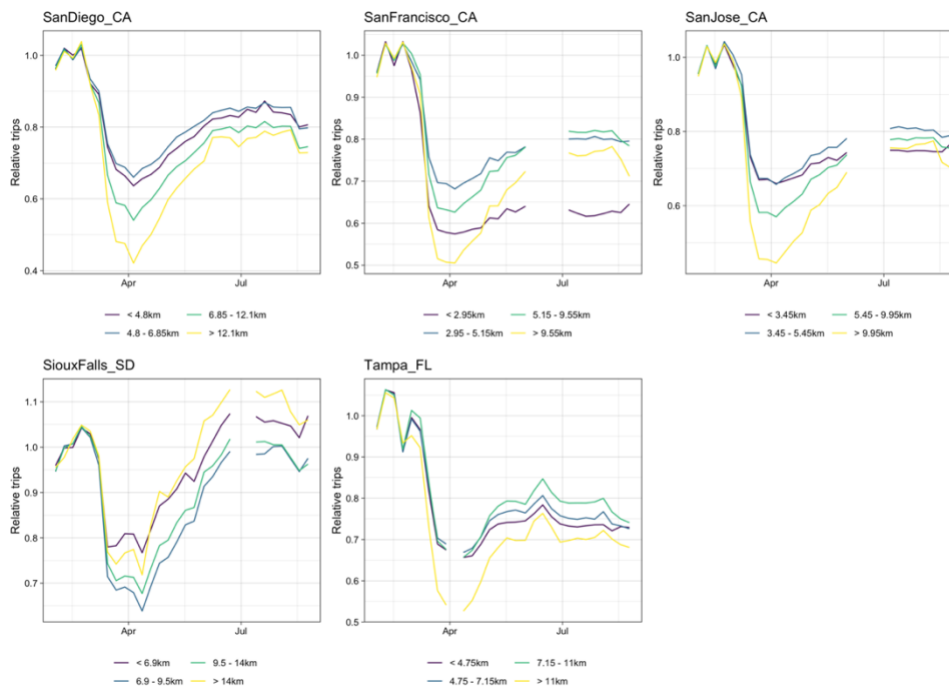 SanDiego_CA
SanFrancisco_CA
SanJose_CA
Relative trips
1.0
0.8
0.6
0.4
Apr
Jul
Relative trips
1.0
0.9
0.8
0.7
0.6
0.5
Apr
Jul
Relative trips
1.0
0.8
0.6
Apr
Jul
< 4.8km
6.85 - 12.1km
4.8 - 6.85km
> 12.1km
< 2.95km
5.15 - 9.55km
2.95 - 5.15km
> 9.55km
< 3.45km
5.45 - 9.95km
3.45 - 5.45km
> 9.95km
SiouxFalls_SD
Tampa_FL
Relative trips
1.1
1.0
0.9
0.8
0.7
Apr
Jul
Relative trips
1.0
0.9
0.8
0.7
0.6
0.5
Apr
Jul
< 6.9km
9.5 - 14km
6.9 - 9.5km
> 14km
< 4.75km
7.15 - 11km
4.75 - 7.15km
> 11km